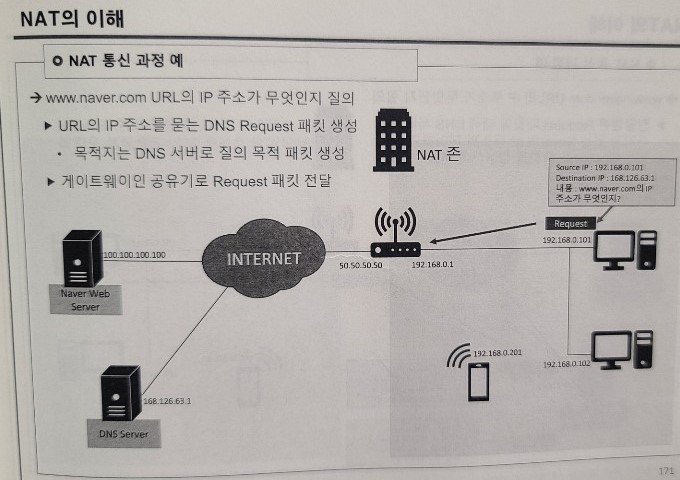 NAT의 이해
NAT 통신 과정 예
→ www.naver.com URL의 IP 주소가 무엇인지 질의
▶ URL의 IP 주소를 묻는 DNS Request 패킷 생성
• 목적지는 DNS 서버로 질의 목적 패킷 생성
▶ 게이트웨이인 공유기로 Request 패킷 전달
NAT 존
Source IP : 192.168.0.101
Destination IP : 168.126.63.1
내용 : www.naver.com의 IP
주소가 무엇인지?
Request
192.168.0.101
100.100.100.100
INTERNET
50.50.50.50
192.168.0.1
Naver Web
Server
192.168.0.201
192.168.0.102
168.126.63.1
DNS Server
171